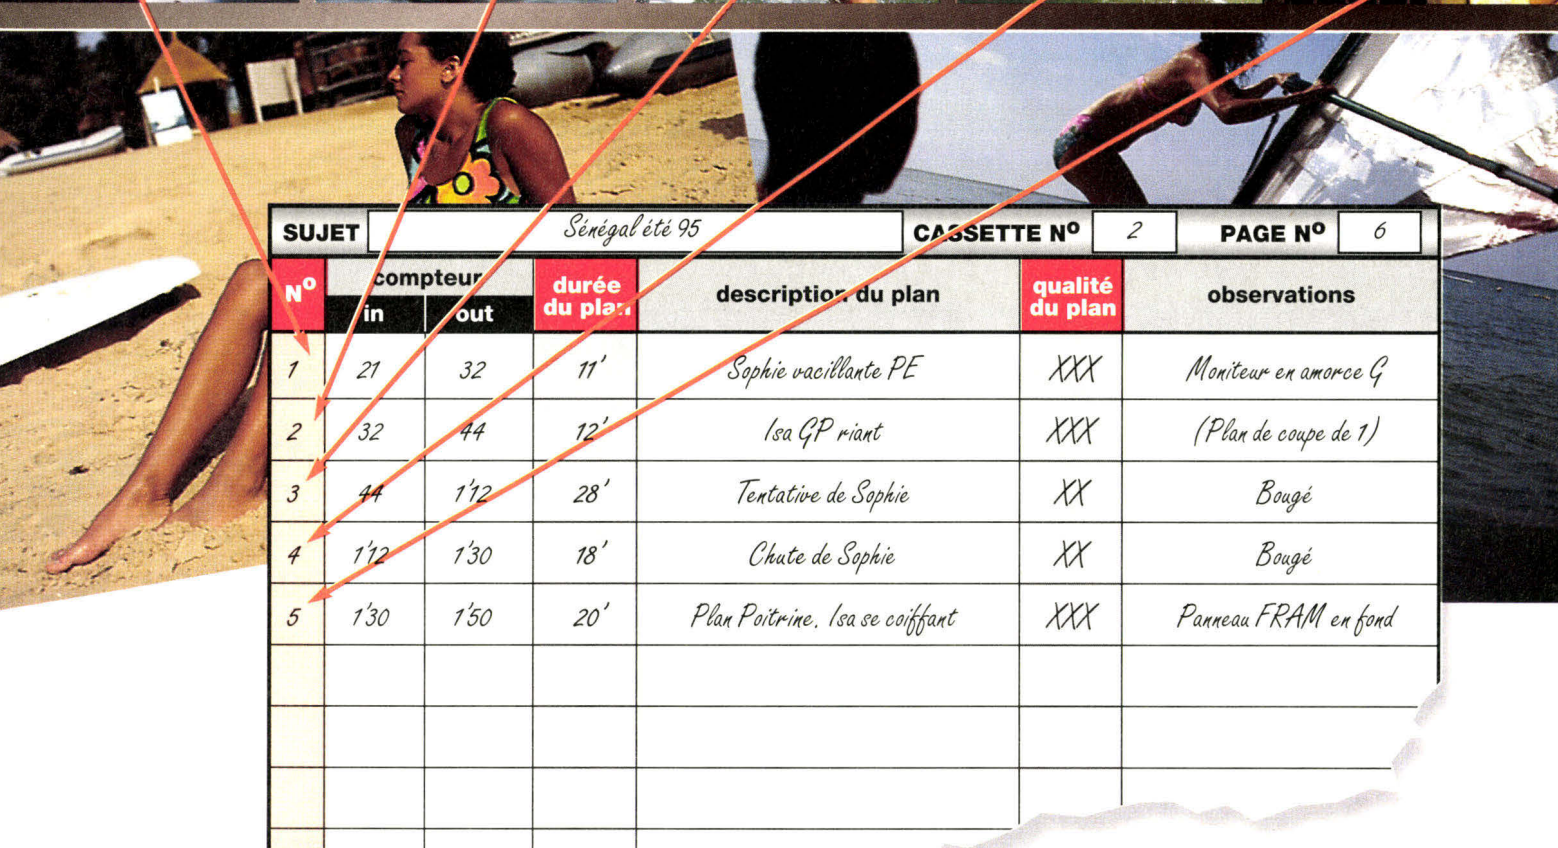 SUJET Sénégal été 95 CASSETTE Nº 2 PAGE Nº 6
Nº compteur durée du plan description du plan qualité du plan observations
in out
1 21 32 11' Sophie vacillante PE XXX Moniteur en amorce G
2 32 44 12' Isa GP riant XXX (Plan de coupe de 1)
3 44 1'12 28' Tentative de Sophie XX Bougé
4 1'12 1'30 18' Chute de Sophie XX Bougé
5 1'30 1'50 20' Plan Poitrine. Isa se coiffant XXX Panneau FRAM en fond